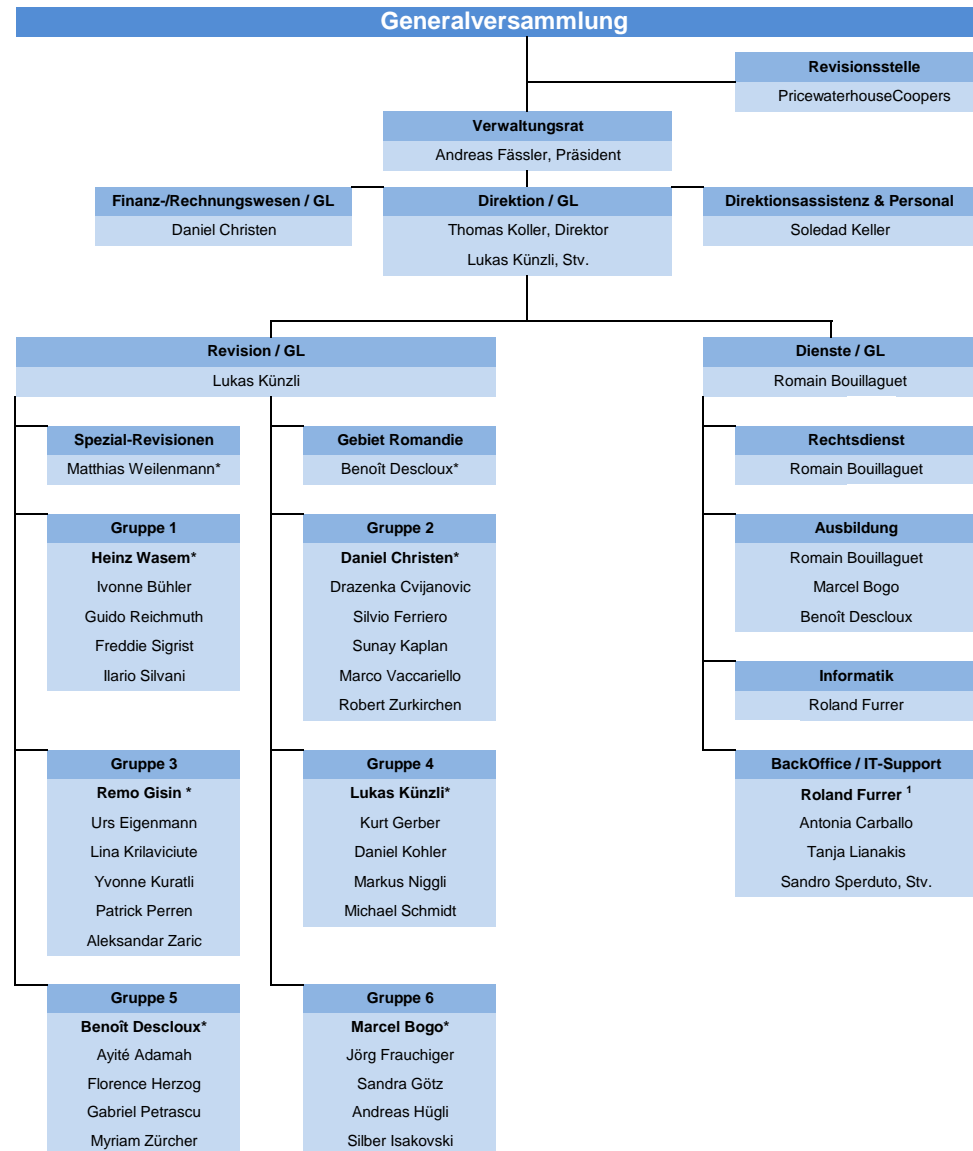 Generalversammlung
Revisionsstelle
PricewaterhouseCoopers
Verwaltungsrat
Andreas Fässler, Präsident
Finanz-/Rechnungswesen / GL
Daniel Christen
Direktion / GL
Thomas Koller, Direktor
Lukas Künzli, Stv.
Direktionsassistenz & Personal
Soledad Keller
Revision / GL
Lukas Künzli
Dienste / GL
Romain Bouillaguet
Spezial-Revisionen
Matthias Weilenmann*
Gebiet Romandie
Benoît Descloux*
Rechtsdienst
Romain Bouillaguet
Gruppe 1
Heinz Wasem*
Ivonne Bühler
Guido Reichmuth
Freddie Sigrist
Ilario Silvani
Gruppe 2
Daniel Christen*
Drazenka Cvijanovic
Silvio Ferriero
Sunay Kaplan
Marco Vaccariello
Robert Zurkirchen
Ausbildung
Romain Bouillaguet
Marcel Bogo
Benoît Descloux
Informatik
Roland Furrer
Gruppe 3
Remo Gisin *
Urs Eigenmann
Lina Krilaviciute
Yvonne Kuratli
Patrick Perren
Aleksandar Zaric
Gruppe 4
Lukas Künzli*
Kurt Gerber
Daniel Kohler
Markus Niggli
Michael Schmidt
BackOffice / IT-Support
Roland Furrer ¹
Antonia Carballo
Tanja Lianakis
Sandro Sperduto, Stv.
Gruppe 5
Benoît Descloux*
Ayité Adamah
Florence Herzog
Gabriel Petrascu
Myriam Zürcher
Gruppe 6
Marcel Bogo*
Jörg Frauchiger
Sandra Götz
Andreas Hügli
Silber Isakovski